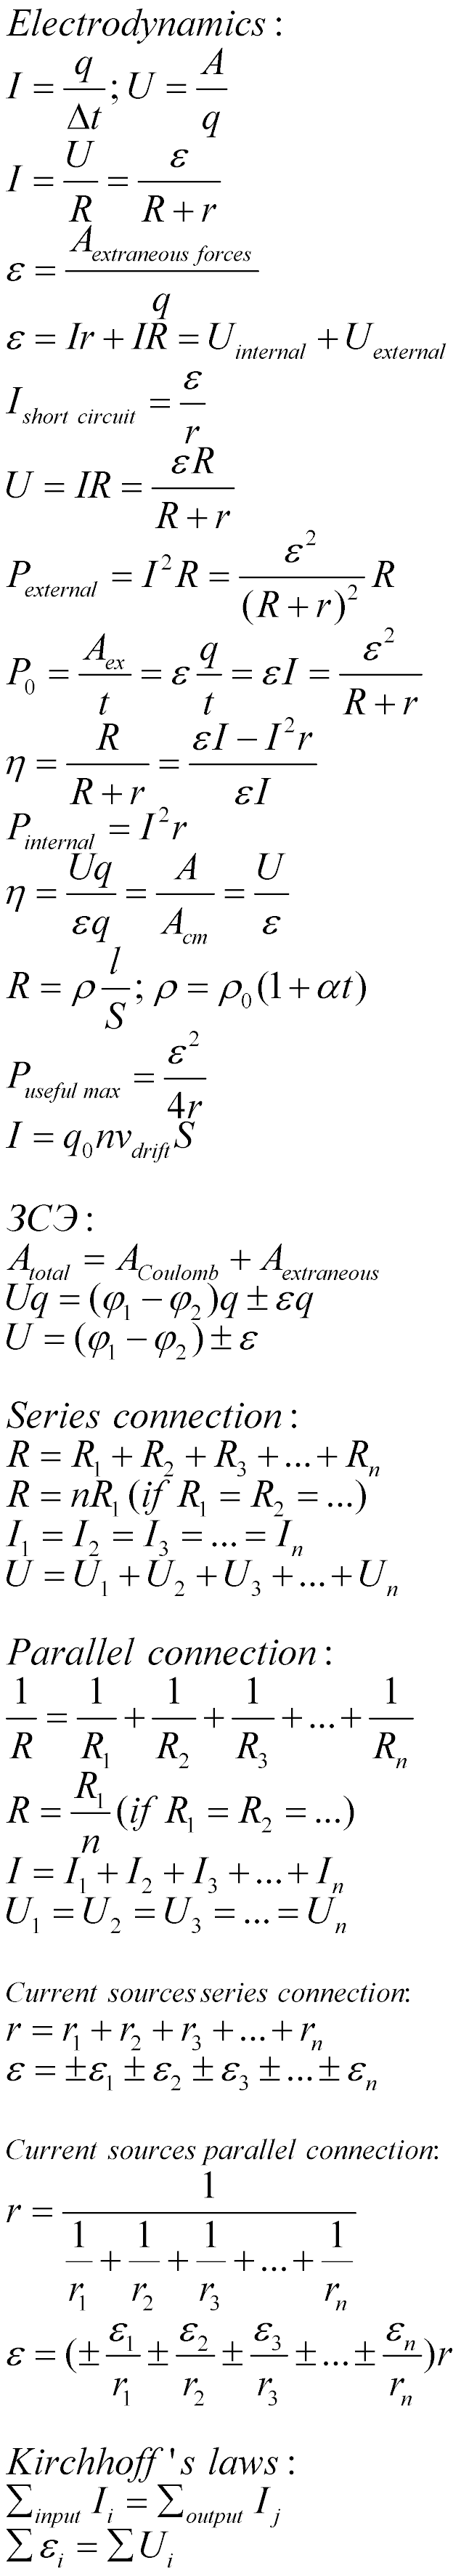 Electrodynamics:
I = q/Δt; U = A/q
I = U/R = ε/(R + r)
ε = A_extraneous forces/q
ε = Ir + IR = U_internal + U_external
I_short circuit = ε/r
U = IR = εR/(R + r)
P_external = I²R = ε²/(R + r)² R
P₀ = A_ex/t = ε q/t = εI = ε²/(R + r)
η = R/(R + r) = (εI − I²r)/εI
P_internal = I²r
η = Uq/εq = A/A_cm = U/ε
R = ρ l/S; ρ = ρ₀(1 + αt)
P_useful max = ε²/4r
I = q₀nv_drift S
ЗСЭ:
A_total = A_Coulomb + A_extraneous
Uq = (φ₁ − φ₂)q ± εq
U = (φ₁ − φ₂) ± ε
Series connection:
R = R₁ + R₂ + R₃ + ... + Rₙ
R = nR₁ (if R₁ = R₂ = ...)
I₁ = I₂ = I₃ = ... = Iₙ
U = U₁ + U₂ + U₃ + ... + Uₙ
Parallel connection:
1/R = 1/R₁ + 1/R₂ + 1/R₃ + ... + 1/Rₙ
R = R₁/n (if R₁ = R₂ = ...)
I = I₁ + I₂ + I₃ + ... + Iₙ
U₁ = U₂ = U₃ = ... = Uₙ
Current sources series connection:
r = r₁ + r₂ + r₃ + ... + rₙ
ε = ±ε₁ ± ε₂ ± ε₃ ± ... ± εₙ
Current sources parallel connection:
r = 1/(1/r₁ + 1/r₂ + 1/r₃ + ... + 1/rₙ)
ε = (± ε₁/r₁ ± ε₂/r₂ ± ε₃/r₃ ± ... ± εₙ/rₙ)r
Kirchhoff's laws:
∑_input I_i = ∑_output I_j
∑ε_i = ∑U_i